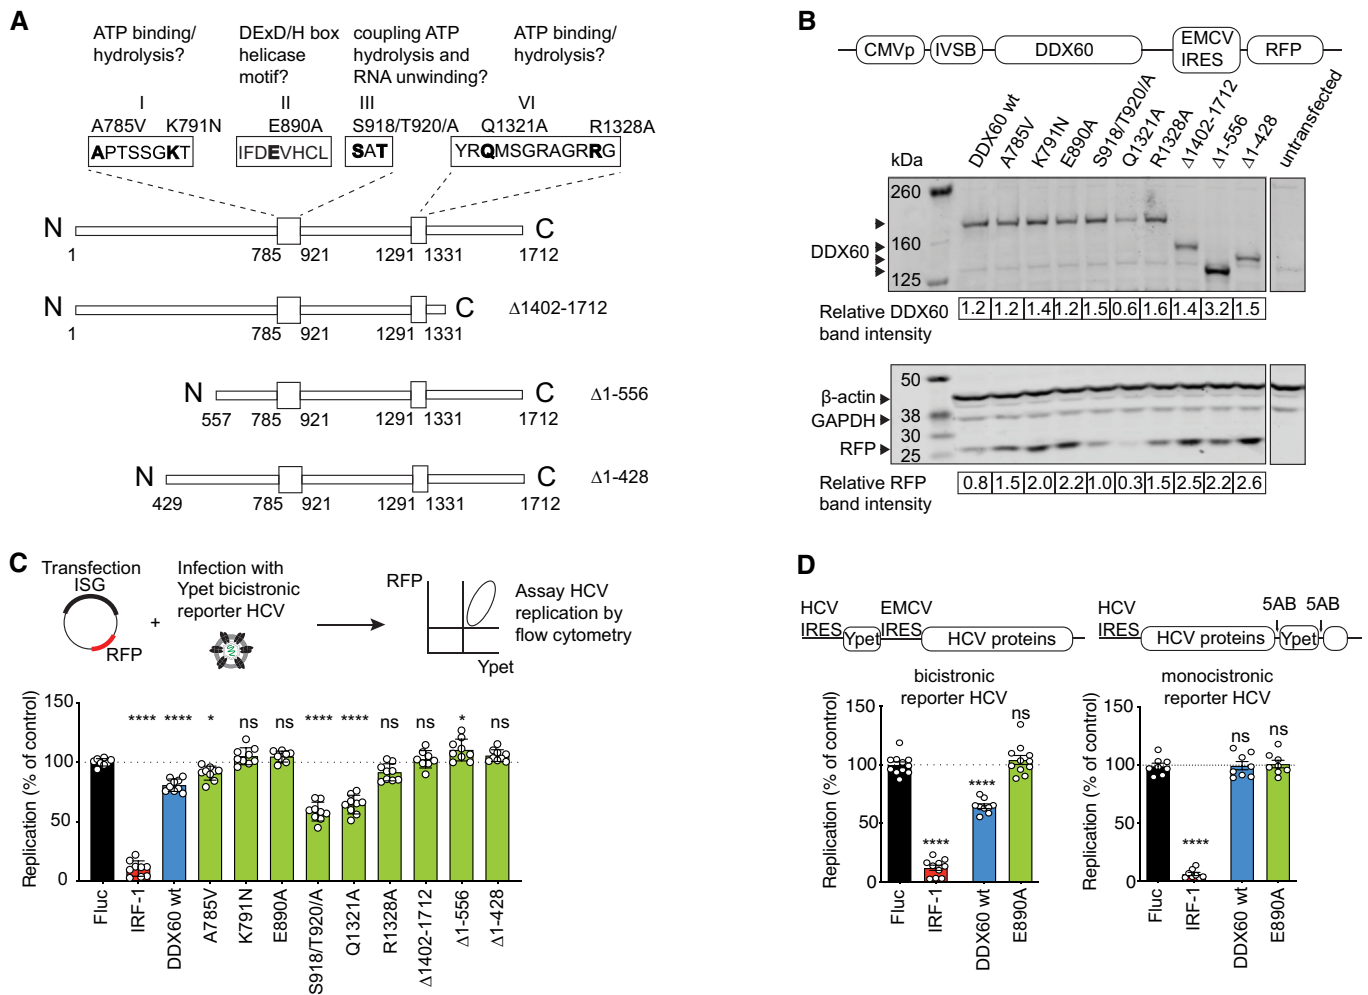 A
ATP binding/
hydrolysis?
DExD/H box
helicase
motif?
coupling ATP
hydrolysis and
RNA unwinding?
ATP binding/
hydrolysis?
I
II
III
VI
A785V K791N
E890A
S918/T920/A
Q1321A
R1328A
APTSSGKT
IFDEVHCL
SAT
YRQMSGRAGRRG
N
C
1
785 921
1291 1331
1712
N
C
Δ1402-1712
1
785 921
1291 1331
N
C
Δ1-556
557
785 921
1291 1331
1712
N
C
Δ1-428
429
785 921
1291 1331
1712
B
CMVp
IVSB
DDX60
EMCV
IRES
RFP
DDX60 wt
A785V
K791N
E890A
S918/T920/A
Q1321A
R1328A
Δ1402-1712
Δ1-556
Δ1-428
untransfected
kDa
260
160
125
DDX60
Relative DDX60
band intensity
1.2 1.2 1.4 1.2 1.5 0.6 1.6 1.4 3.2 1.5
50
38
30
25
β-actin
GAPDH
RFP
Relative RFP
band intensity
0.8 1.5 2.0 2.2 1.0 0.3 1.5 2.5 2.2 2.6
C
Transfection
ISG
RFP
+
Infection with
Ypet bicistronic
reporter HCV
RFP
Ypet
Assay HCV
replication by
flow cytometry
Replication (% of control)
150
100
50
0
**** **** * ns ns **** **** ns ns * ns
Fluc
IRF-1
DDX60 wt
A785V
K791N
E890A
S918/T920/A
Q1321A
R1328A
Δ1402-1712
Δ1-556
Δ1-428
D
HCV
IRES
Ypet
EMCV
IRES
HCV proteins
HCV
IRES
HCV proteins
5AB 5AB
Ypet
bicistronic
reporter HCV
Replication (% of control)
150
100
50
0
****
****
ns
Fluc
IRF-1
DDX60 wt
E890A
monocistronic
reporter HCV
Replication (% of control)
150
100
50
0
****
ns
ns
Fluc
IRF-1
DDX60 wt
E890A